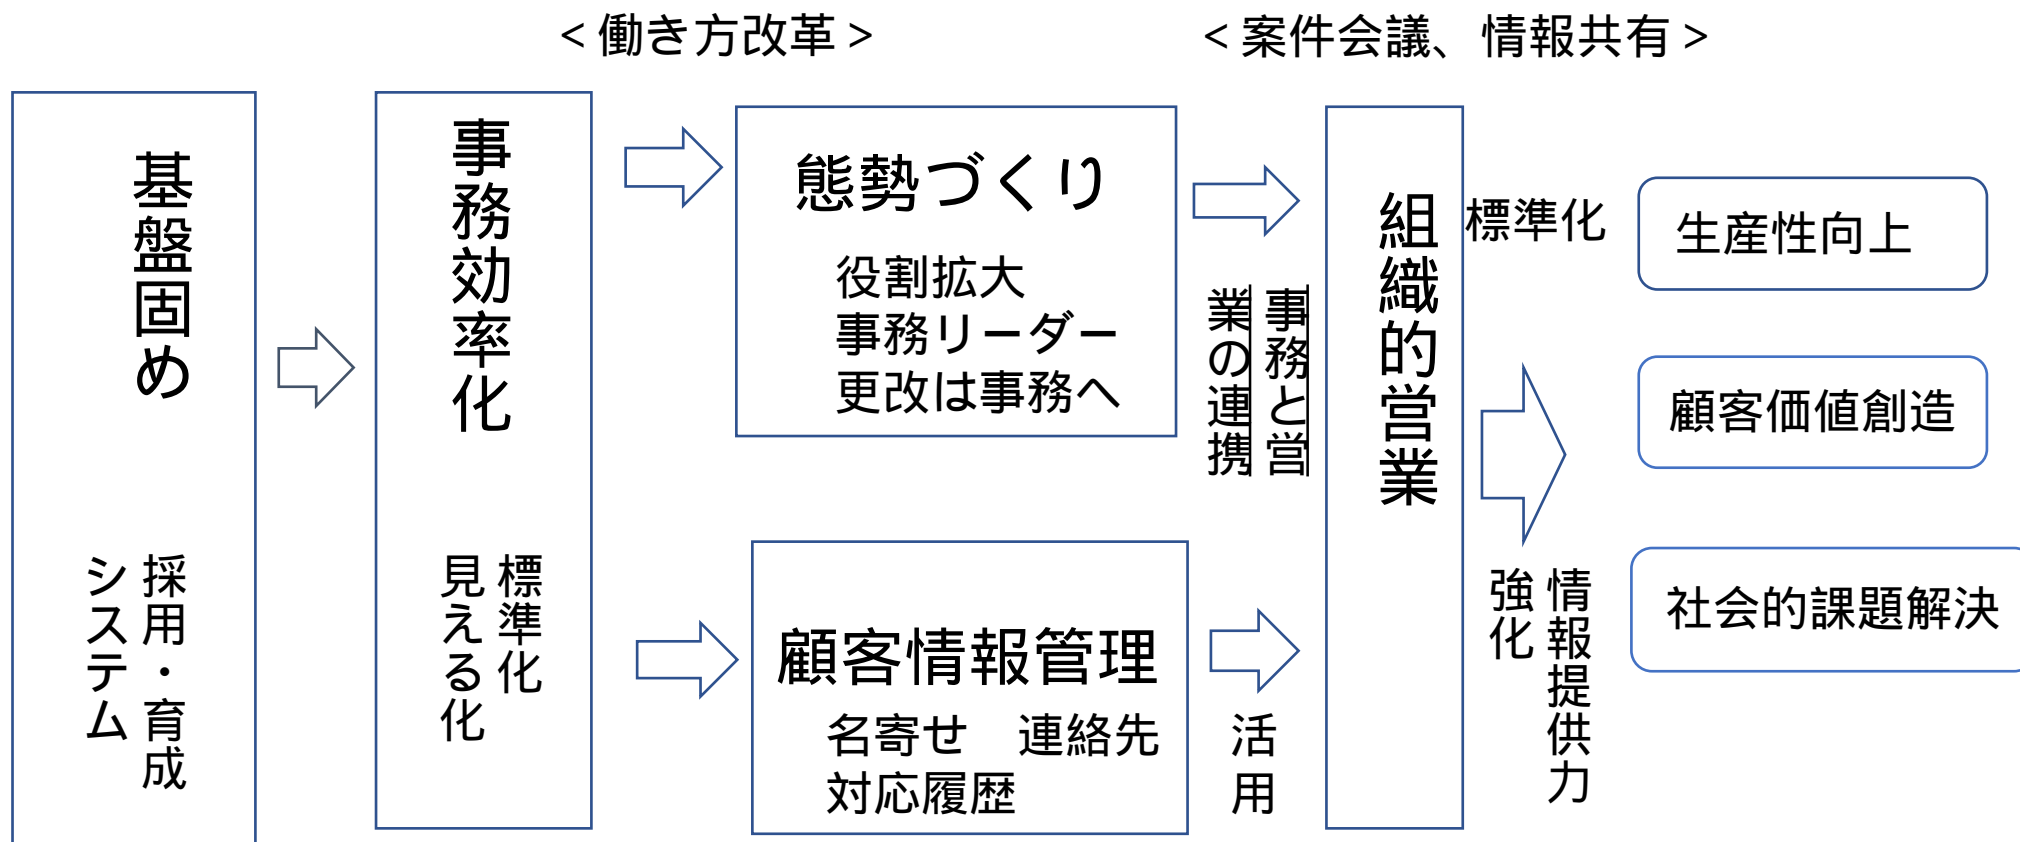 ＜働き方改革＞
＜案件会議、情報共有＞
基盤固め
採用・育成
システム
事務効率化
標準化
見える化
態勢づくり
役割拡大
事務リーダー
更改は事務へ
顧客情報管理
名寄せ　連絡先
対応履歴
事務と営
業の連携
活用
組織的営業
標準化
情報提供力
強化
生産性向上
顧客価値創造
社会的課題解決